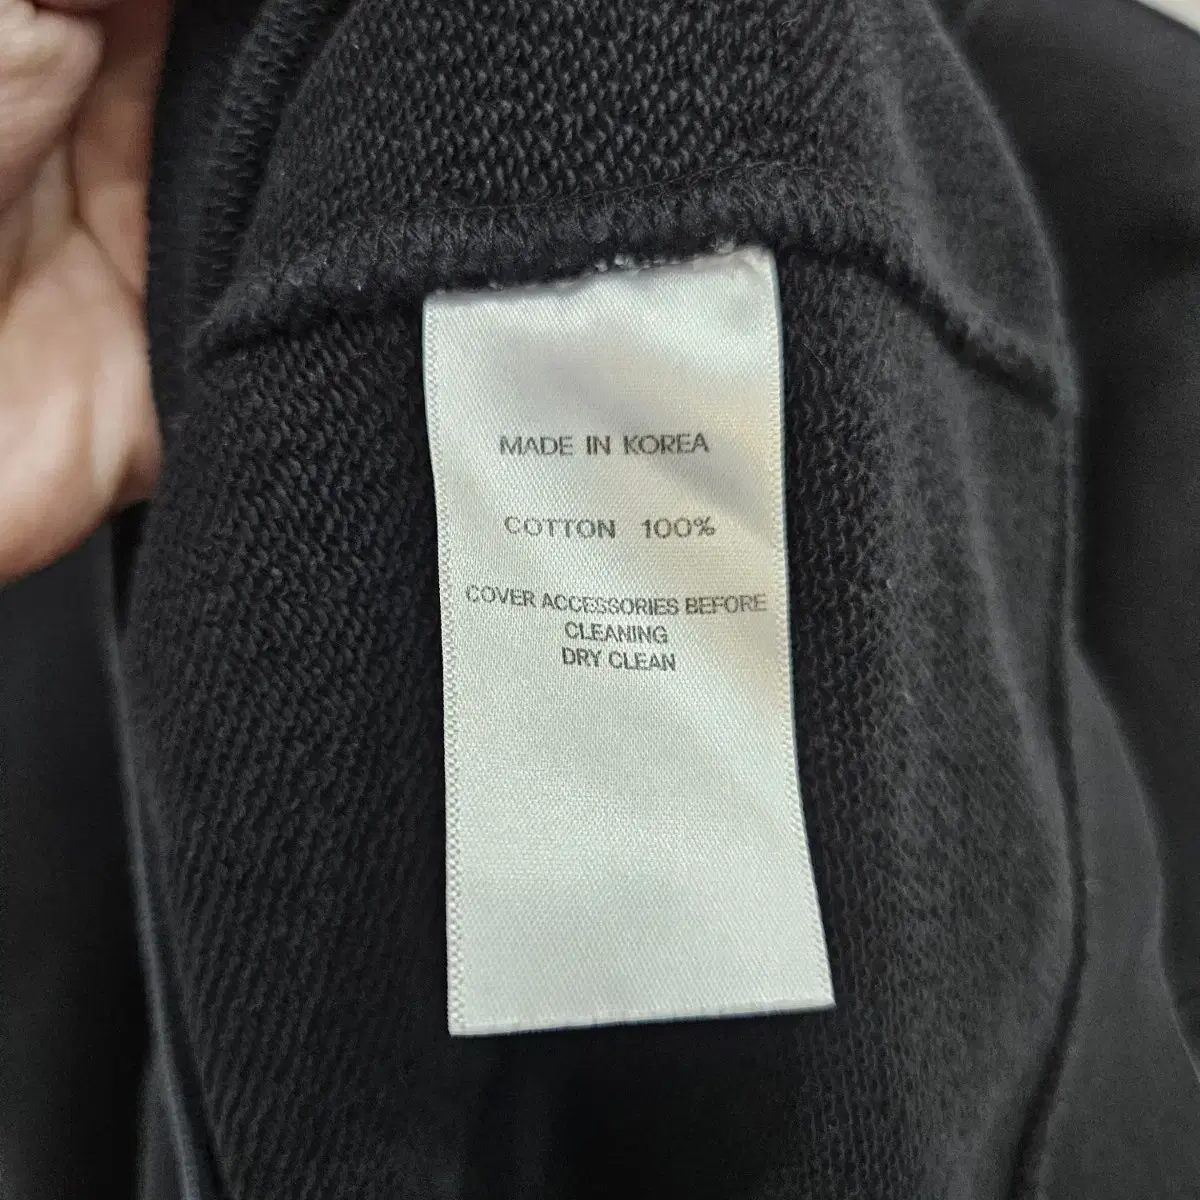 MADE IN KOREA
COTTON 100%
COVER ACCESSORIES BEFORE
CLEANING
DRY CLEAN